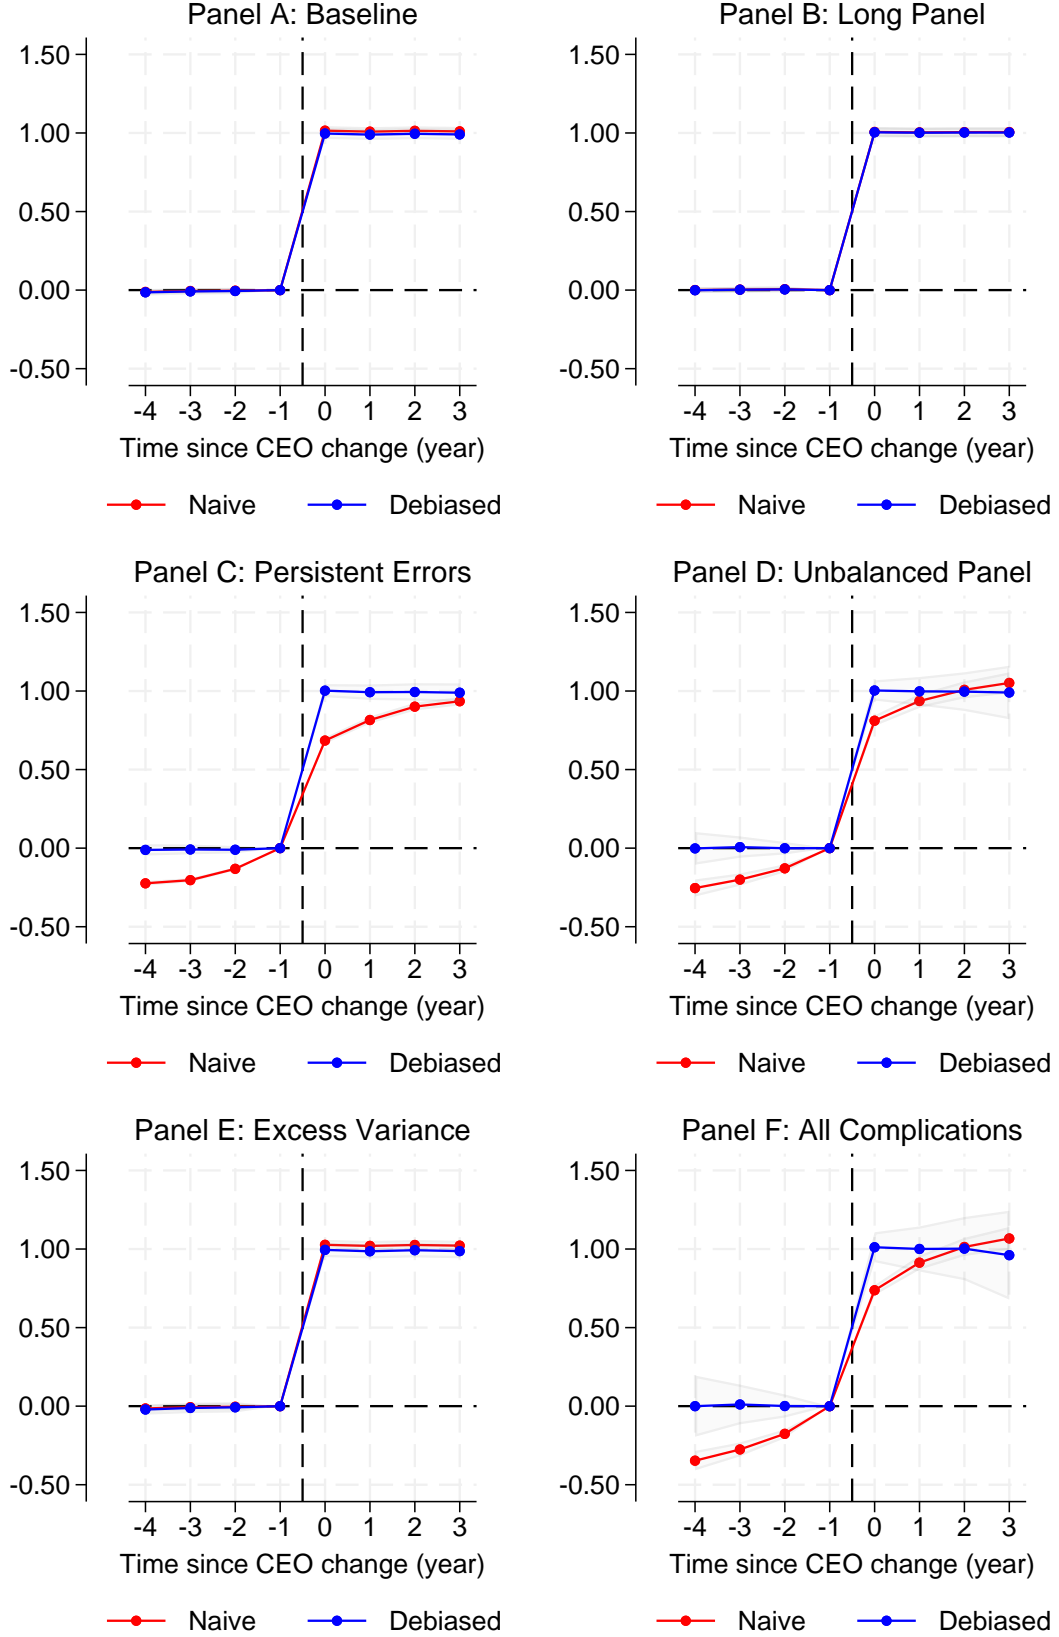 Panel A: Baseline
1.50
1.00
0.50
0.00
-0.50
-4 -3 -2 -1 0 1 2 3
Time since CEO change (year)
Naive Debiased
Panel B: Long Panel
1.50
1.00
0.50
0.00
-0.50
-4 -3 -2 -1 0 1 2 3
Time since CEO change (year)
Naive Debiased
Panel C: Persistent Errors
1.50
1.00
0.50
0.00
-0.50
-4 -3 -2 -1 0 1 2 3
Time since CEO change (year)
Naive Debiased
Panel D: Unbalanced Panel
1.50
1.00
0.50
0.00
-0.50
-4 -3 -2 -1 0 1 2 3
Time since CEO change (year)
Naive Debiased
Panel E: Excess Variance
1.50
1.00
0.50
0.00
-0.50
-4 -3 -2 -1 0 1 2 3
Time since CEO change (year)
Naive Debiased
Panel F: All Complications
1.50
1.00
0.50
0.00
-0.50
-4 -3 -2 -1 0 1 2 3
Time since CEO change (year)
Naive Debiased